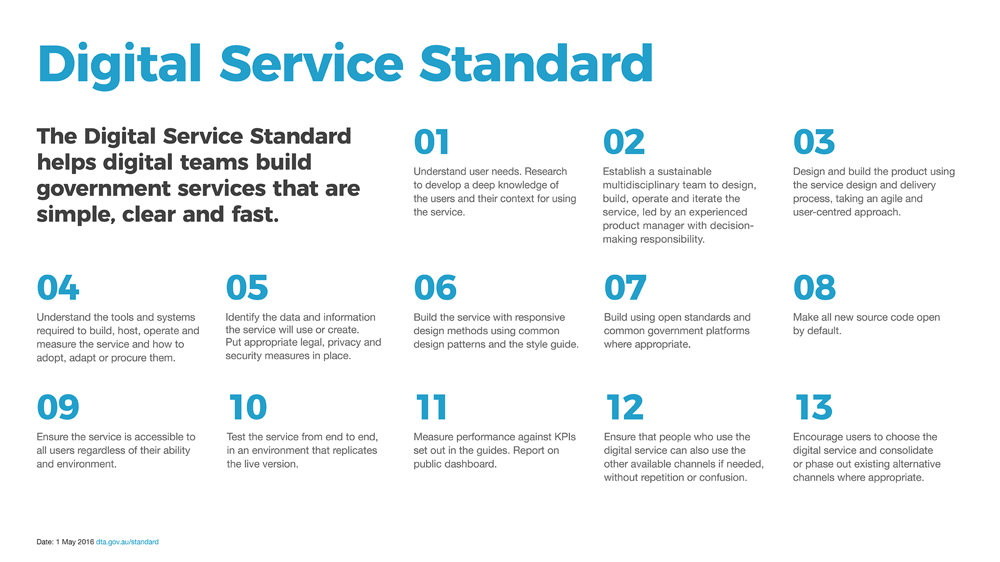 Digital Service Standard
The Digital Service Standard
helps digital teams build
government services that are
simple, clear and fast.
01
Understand user needs. Research
to develop a deep knowledge of
the users and their context for using
the service.
02
Establish a sustainable
multidisciplinary team to design,
build, operate and iterate the
service, led by an experienced
product manager with decision-
making responsibility.
03
Design and build the product using
the service design and delivery
process, taking an agile and
user-centred approach.
04
Understand the tools and systems
required to build, host, operate and
measure the service and how to
adopt, adapt or procure them.
05
Identify the data and information
the service will use or create.
Put appropriate legal, privacy and
security measures in place.
06
Build the service with responsive
design methods using common
design patterns and the style guide.
07
Build using open standards and
common government platforms
where appropriate.
08
Make all new source code open
by default.
09
Ensure the service is accessible to
all users regardless of their ability
and environment.
10
Test the service from end to end,
in an environment that replicates
the live version.
11
Measure performance against KPIs
set out in the guides. Report on
public dashboard.
12
Ensure that people who use the
digital service can also use the
other available channels if needed,
without repetition or confusion.
13
Encourage users to choose the
digital service and consolidate
or phase out existing alternative
channels where appropriate.
Date: 1 May 2016 dta.gov.au/standard